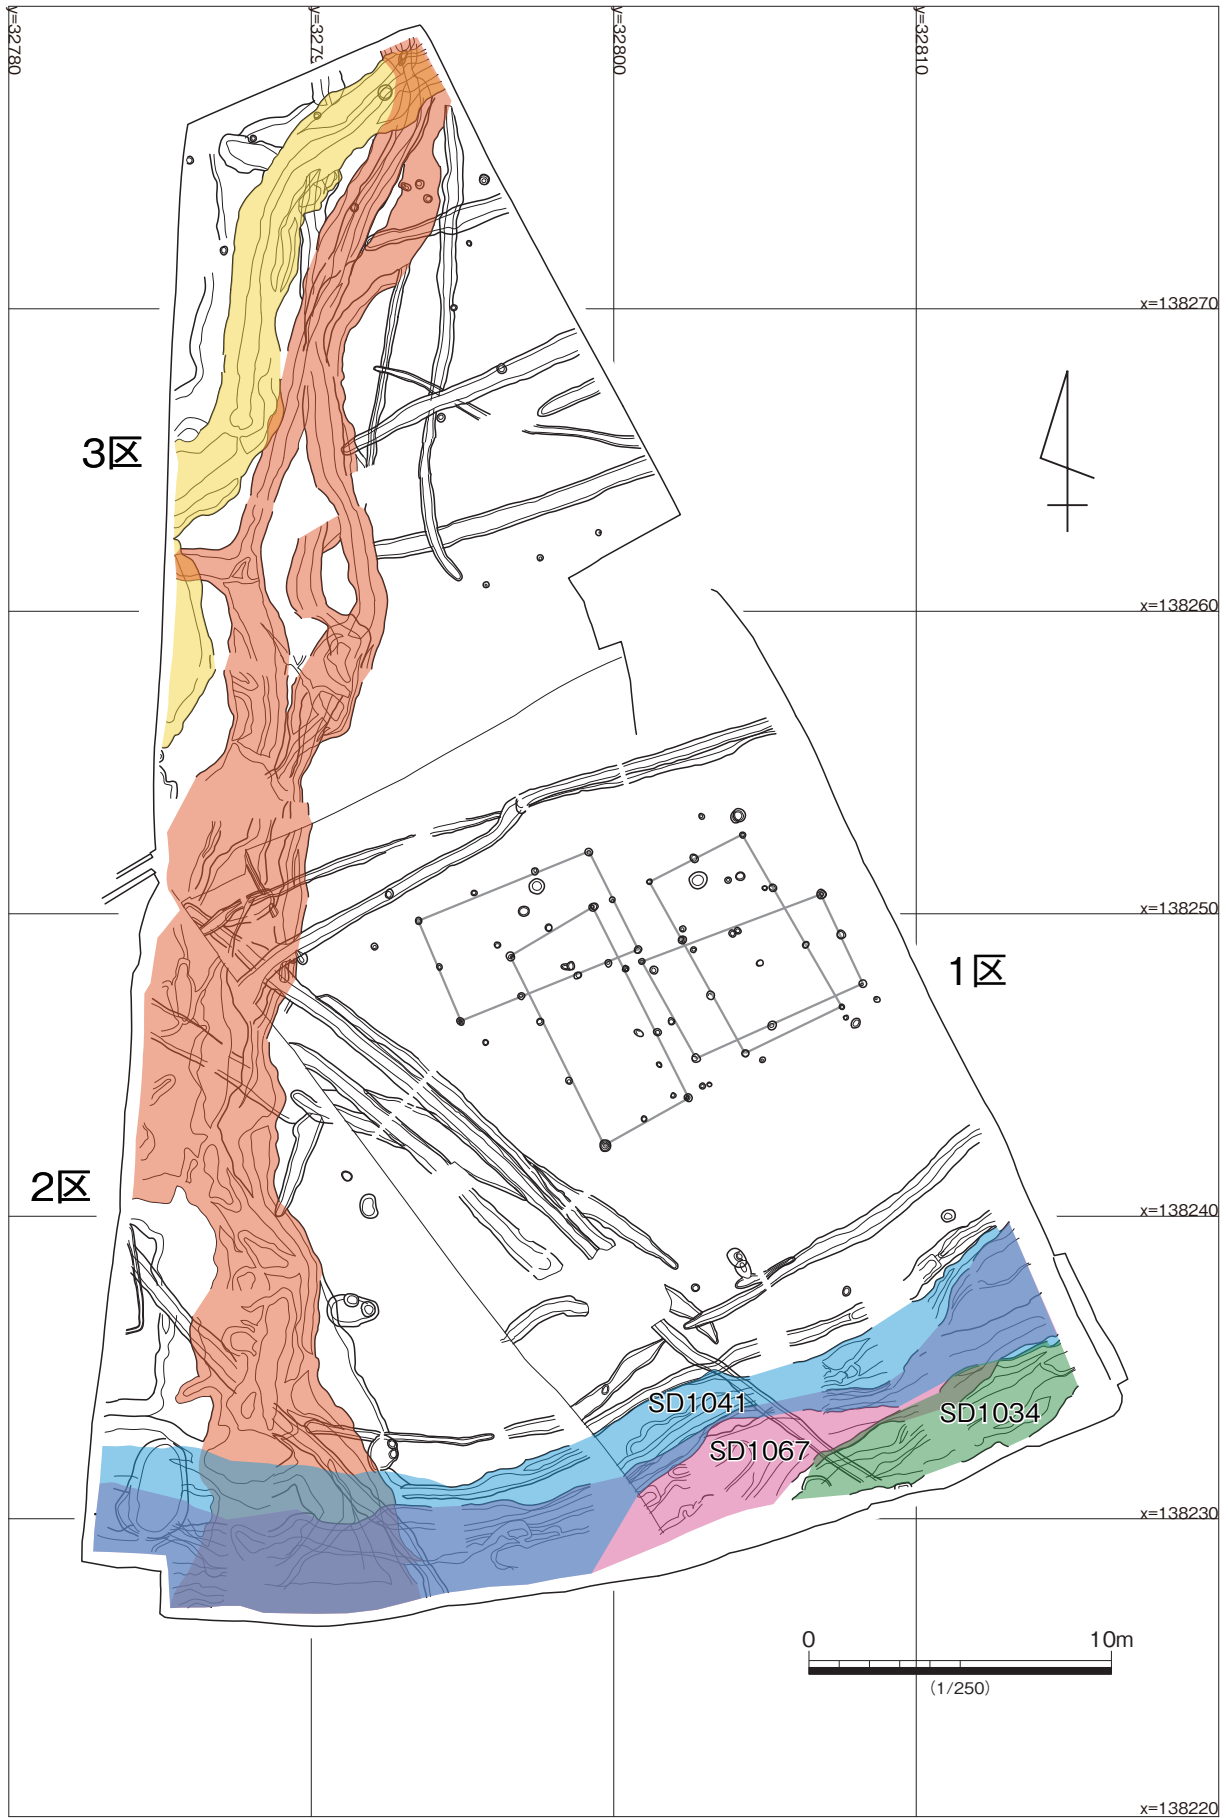 y=32780
y=3279
y=32800
y=32810
x=138270
3区
x=138260
x=138250
1区
2区
x=138240
SD1041
SD1034
SD1067
x=138230
0 10m
(1/250)
x=138220